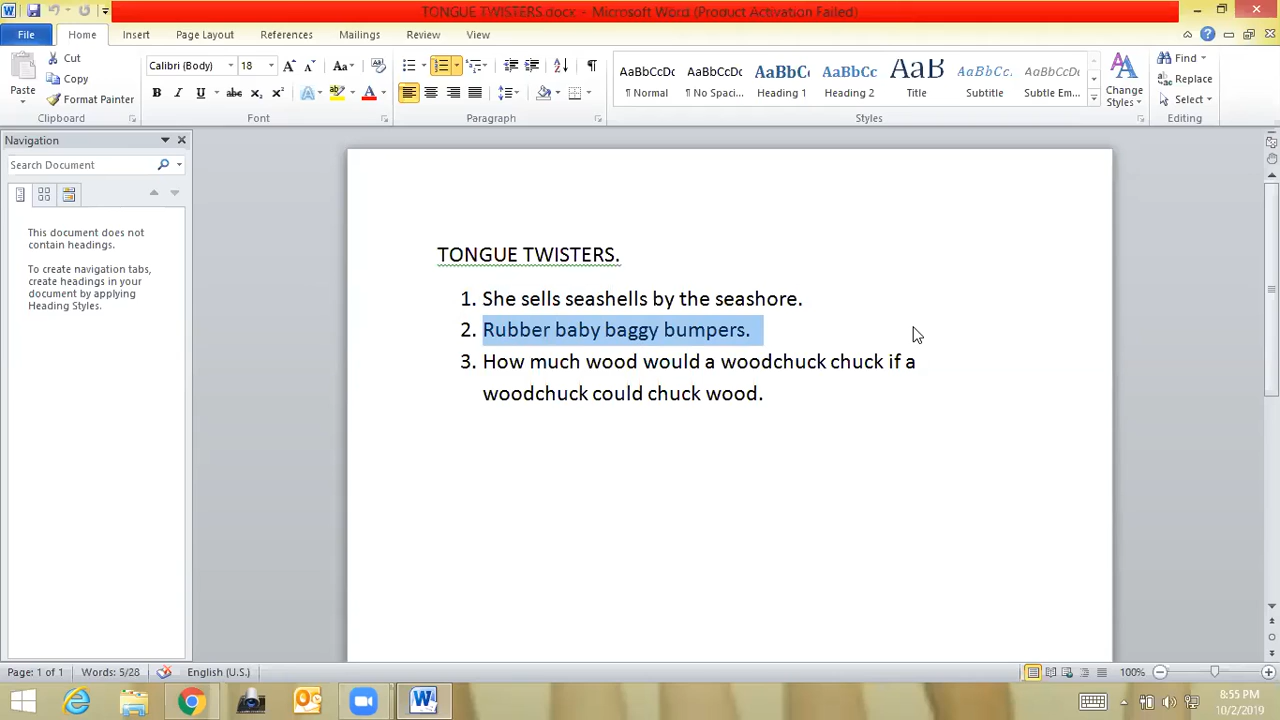 TONGUE TWISTERS.docx - Microsoft Word (Product Activation Failed)
File Home Insert Page Layout References Mailings Review View
Paste Cut Copy Format Painter
Calibri (Body) 18
AaBbCcDc AaBbCcDc AaBbC AaBbCc AaB AaBbCc. AaBbCcDc
¶ Normal ¶ No Spaci... Heading 1 Heading 2 Title Subtitle Subtle Em...
Change Styles
Find Replace Select
Clipboard Font Paragraph Styles Editing
Navigation
Search Document
This document does not
contain headings.
To create navigation tabs,
create headings in your
document by applying
Heading Styles.
TONGUE TWISTERS.
1. She sells seashells by the seashore.
2. Rubber baby baggy bumpers.
3. How much wood would a woodchuck chuck if a
woodchuck could chuck wood.
Page: 1 of 1 Words: 5/28 English (U.S.) 100%
8:55 PM
10/2/2019